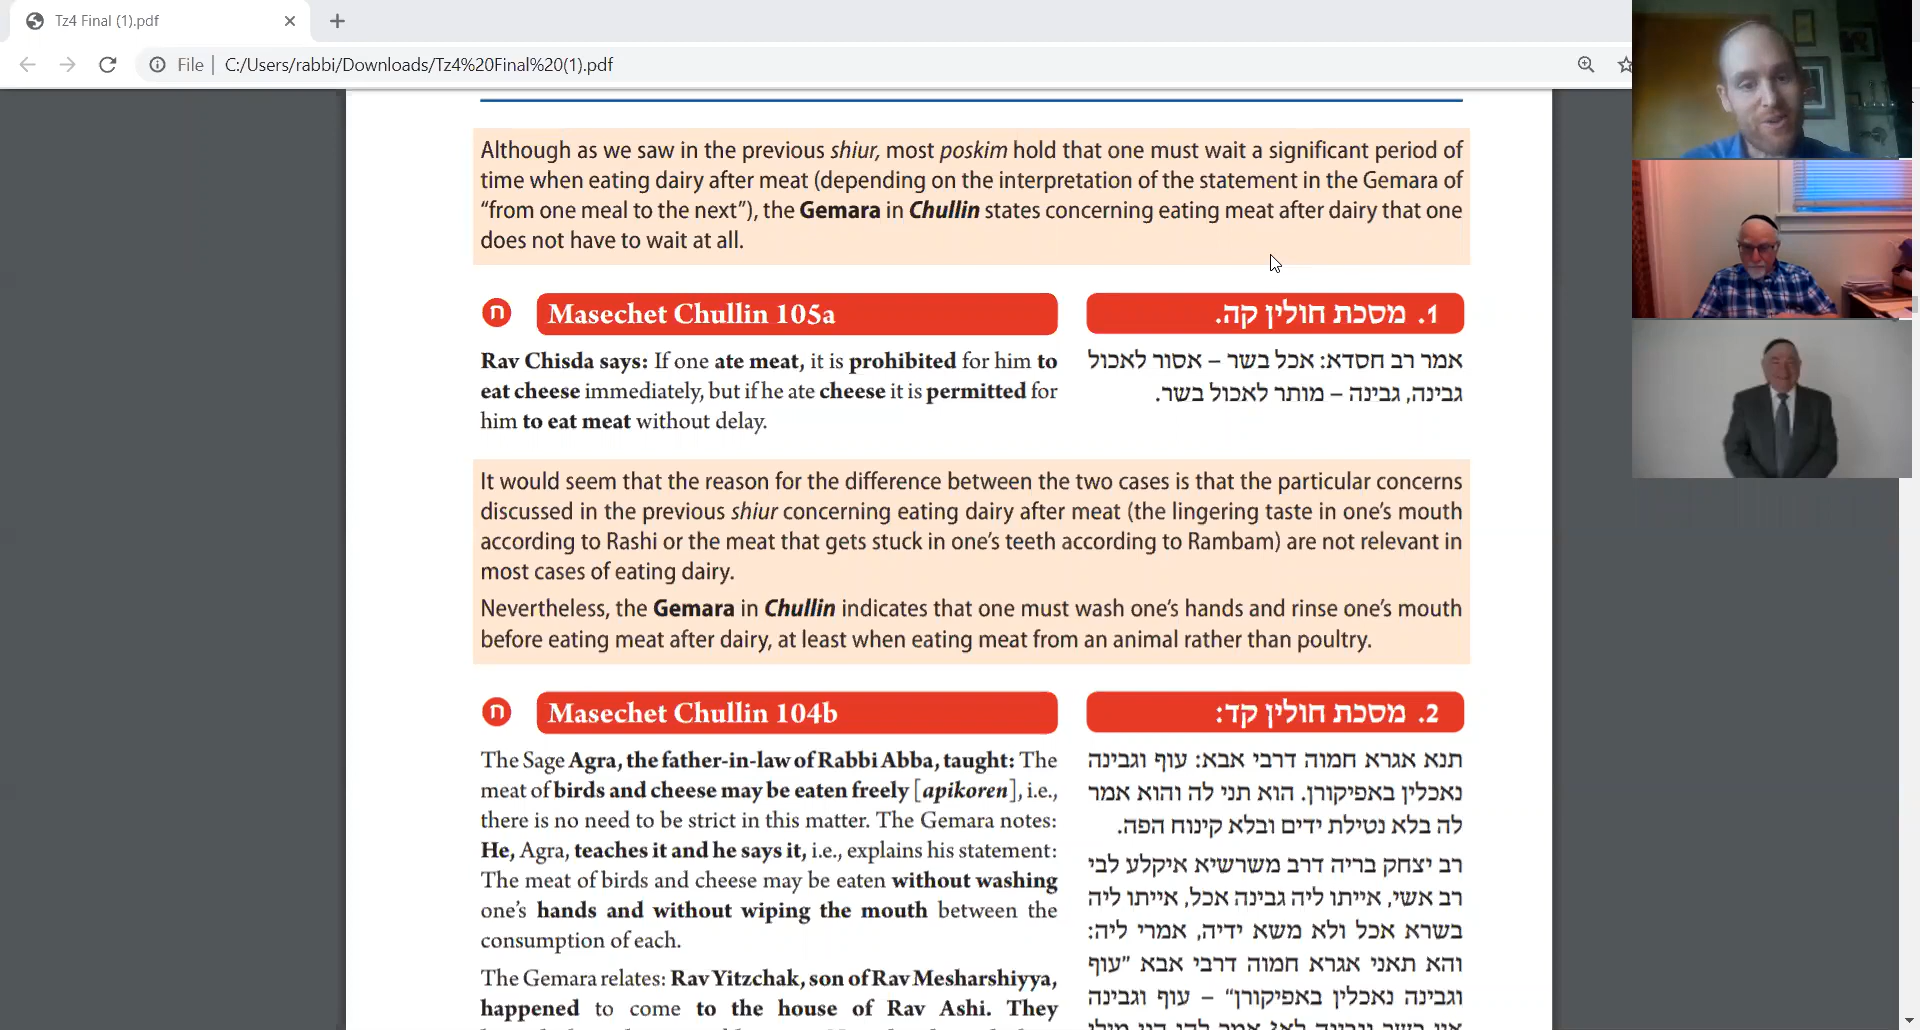 Tz4 Final (1).pdf
File | C:/Users/rabbi/Downloads/Tz4%20Final%20(1).pdf
Although as we saw in the previous shiur, most poskim hold that one must wait a significant period of
time when eating dairy after meat (depending on the interpretation of the statement in the Gemara of
“from one meal to the next”), the Gemara in Chullin states concerning eating meat after dairy that one
does not have to wait at all.
ח Masechet Chullin 105a
Rav Chisda says: If one ate meat, it is prohibited for him to
eat cheese immediately, but if he ate cheese it is permitted for
him to eat meat without delay.
1. מסכת חולין קה.
אמר רב חסדא: אכל בשר – אסור לאכול
גבינה, גבינה – מותר לאכול בשר.
It would seem that the reason for the difference between the two cases is that the particular concerns
discussed in the previous shiur concerning eating dairy after meat (the lingering taste in one’s mouth
according to Rashi or the meat that gets stuck in one’s teeth according to Rambam) are not relevant in
most cases of eating dairy.
Nevertheless, the Gemara in Chullin indicates that one must wash one’s hands and rinse one’s mouth
before eating meat after dairy, at least when eating meat from an animal rather than poultry.
ח Masechet Chullin 104b
The Sage Agra, the father-in-law of Rabbi Abba, taught: The
meat of birds and cheese may be eaten freely [apikoren], i.e.,
there is no need to be strict in this matter. The Gemara notes:
He, Agra, teaches it and he says it, i.e., explains his statement:
The meat of birds and cheese may be eaten without washing
one’s hands and without wiping the mouth between the
consumption of each.
The Gemara relates: Rav Yitzchak, son of Rav Mesharshiyya,
happened to come to the house of Rav Ashi. They
2. מסכת חולין קד:
תנא אגרא חמוה דרבי אבא: עוף וגבינה
נאכלין באפיקורן. הוא תני לה והוא אמר
לה בלא נטילת ידים ובלא קינוח הפה.
רב יצחק בריה דרב משרשיא איקלע לבי
רב אשי, אייתו ליה גבינה אכל, אייתו ליה
בשרא אכל ולא משא ידיה, אמרי ליה:
והא תאני אגרא חמוה דרבי אבא ”עוף
וגבינה נאכלין באפיקורן“ – עוף וגבינה